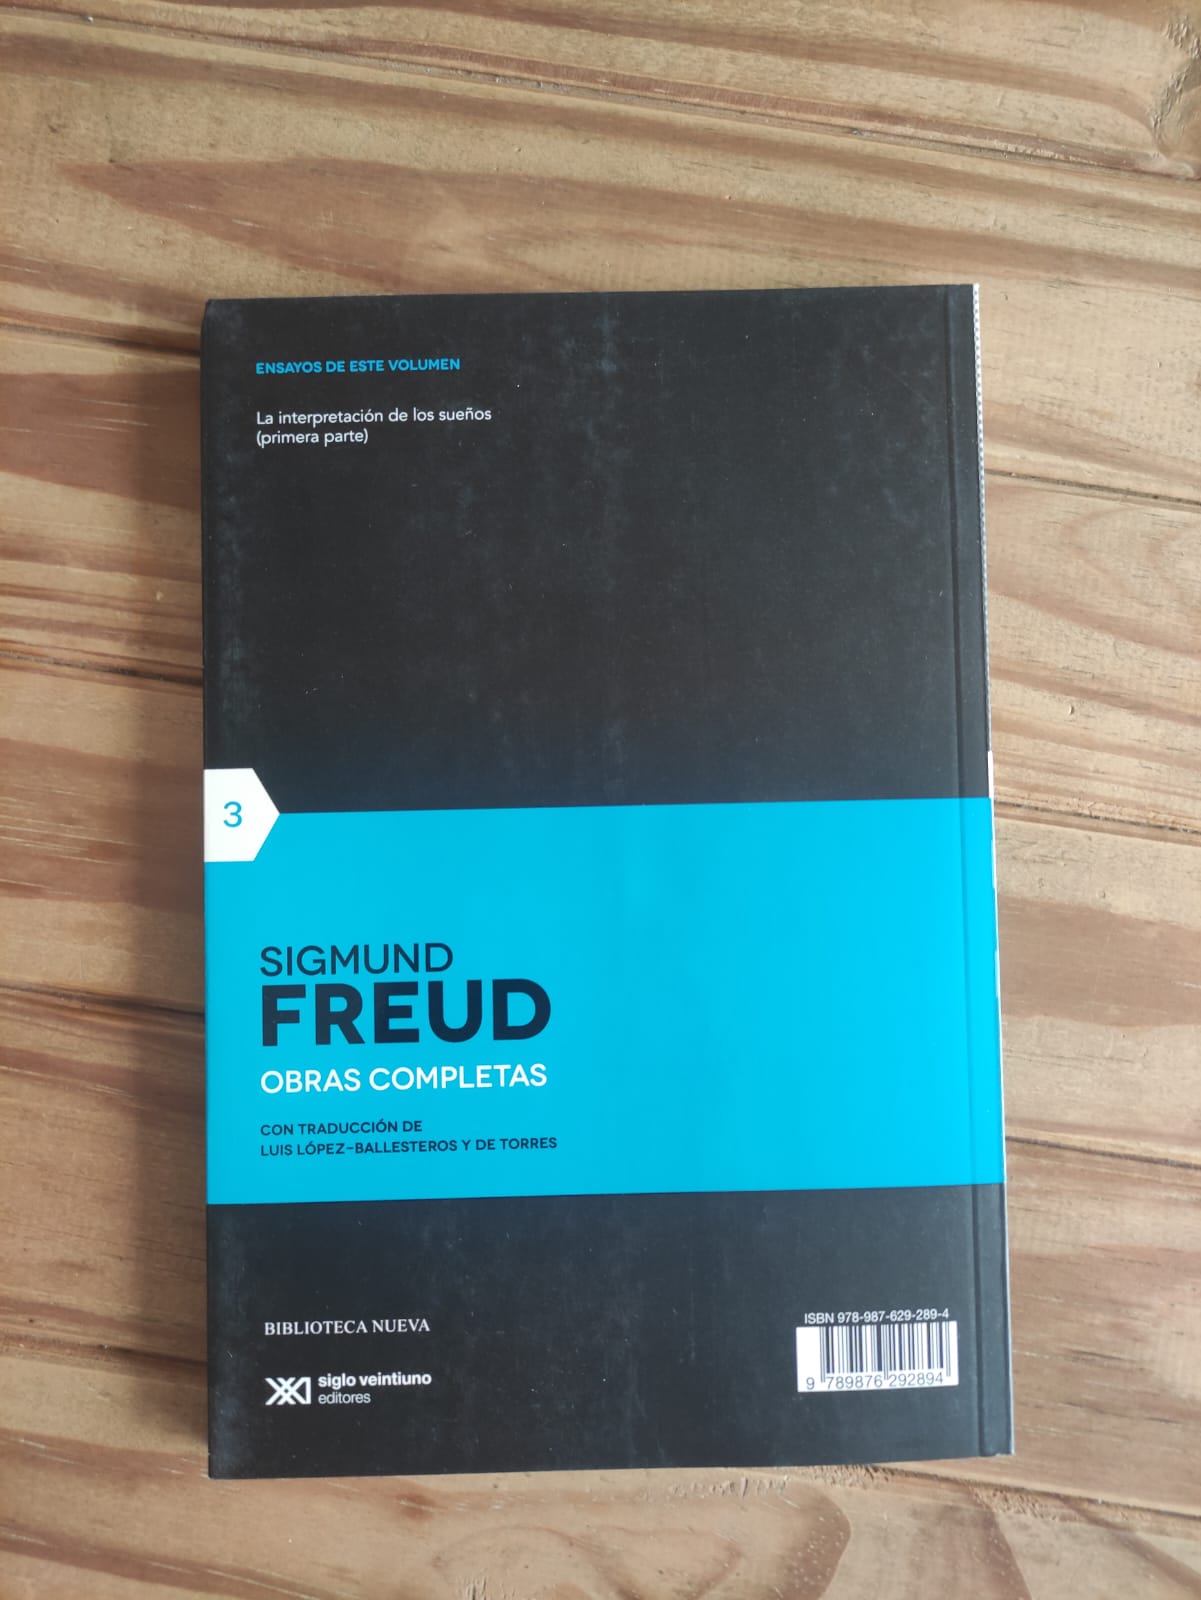 ENSAYOS DE ESTE VOLUMEN
La interpretación de los sueños
(primera parte)
3
SIGMUND
FREUD
OBRAS COMPLETAS
CON TRADUCCIÓN DE
LUIS LÓPEZ-BALLESTEROS Y DE TORRES
BIBLIOTECA NUEVA
siglo veintiuno
editores
ISBN 978-987-629-289-4
9 789876 292894